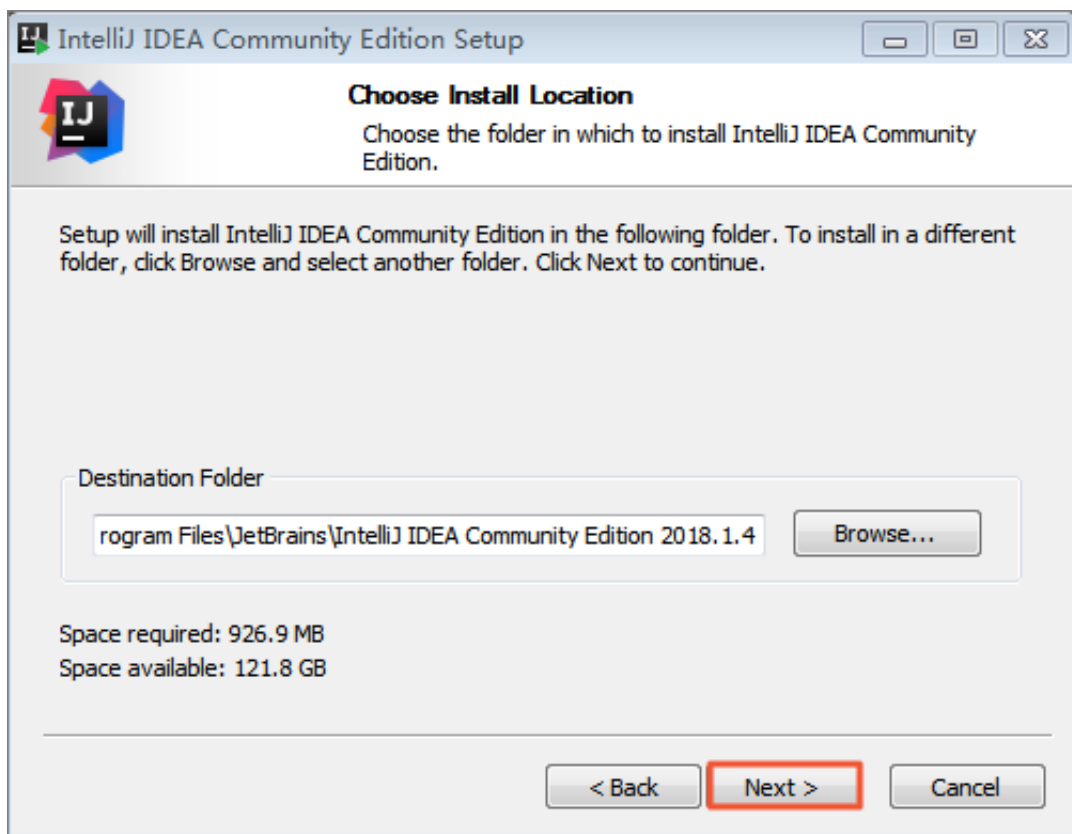 IntelliJ IDEA Community Edition Setup
IJ
Choose Install Location
Choose the folder in which to install IntelliJ IDEA Community
Edition.
Setup will install IntelliJ IDEA Community Edition in the following folder. To install in a different
folder, click Browse and select another folder. Click Next to continue.
Destination Folder
rogram Files\JetBrains\IntelliJ IDEA Community Edition 2018.1.4
Browse...
Space required: 926.9 MB
Space available: 121.8 GB
< Back
Next >
Cancel